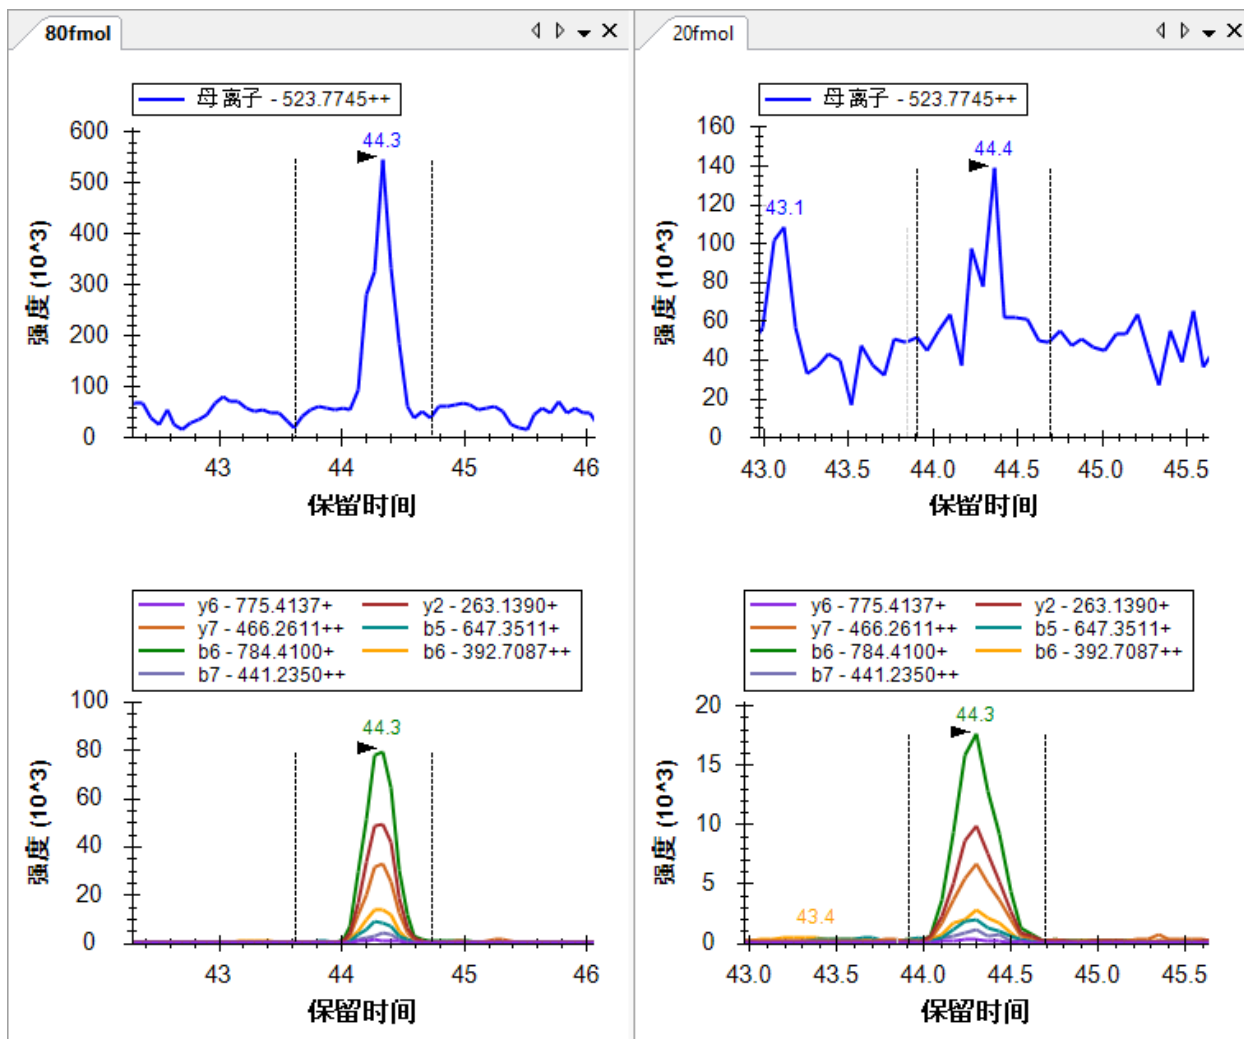 80fmol
母离子 - 523.7745++
600
500
400
300
200
100
0
44.3
43
44
45
46
强度 (10^3)
保留时间
y6 - 775.4137+
y2 - 263.1390+
y7 - 466.2611++
b5 - 647.3511+
b6 - 784.4100+
b6 - 392.7087++
b7 - 441.2350++
100
80
60
40
20
0
44.3
43
44
45
46
强度 (10^3)
保留时间
20fmol
母离子 - 523.7745++
160
140
120
100
80
60
40
20
0
43.1
44.4
43.0
43.5
44.0
44.5
45.0
45.5
强度 (10^3)
保留时间
y6 - 775.4137+
y2 - 263.1390+
y7 - 466.2611++
b5 - 647.3511+
b6 - 784.4100+
b6 - 392.7087++
b7 - 441.2350++
20
15
10
5
0
44.3
43.4
43.0
43.5
44.0
44.5
45.0
45.5
强度 (10^3)
保留时间